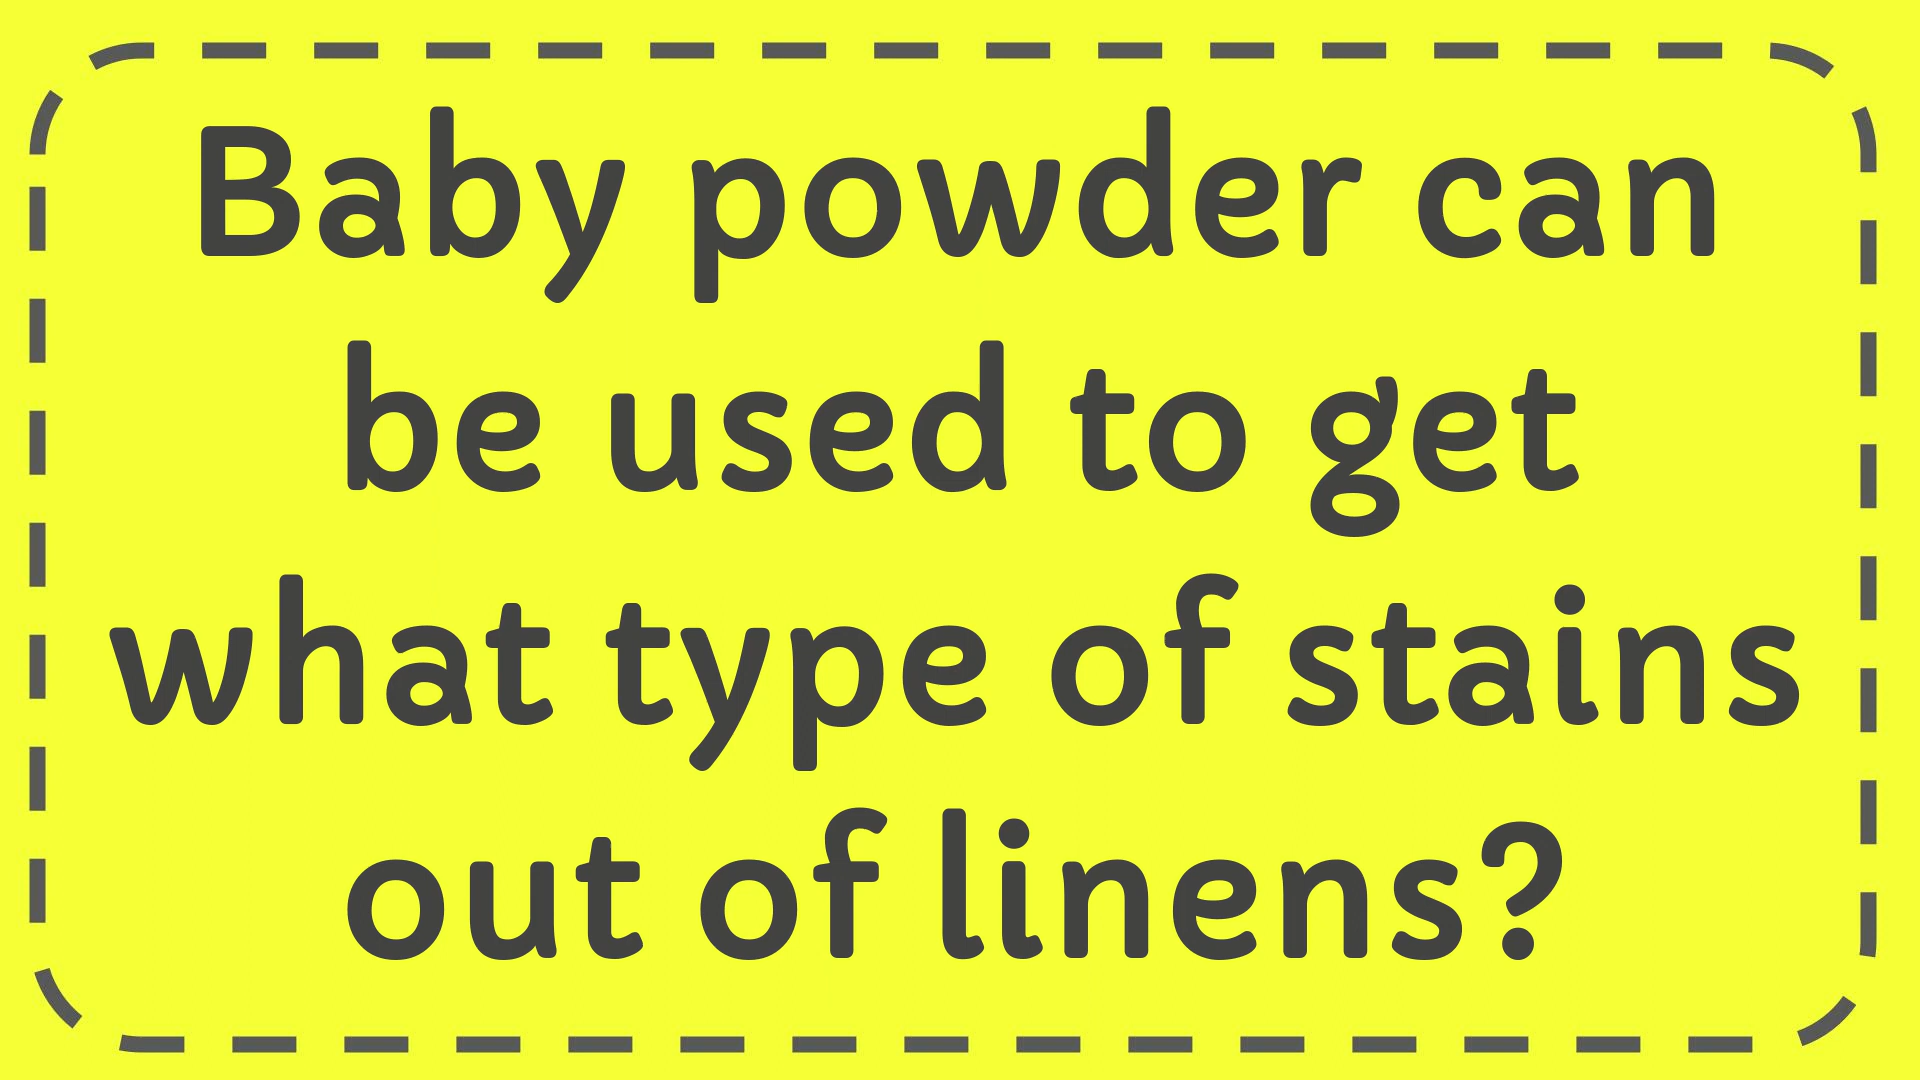 Baby powder can
be used to get
what type of stains
out of linens?